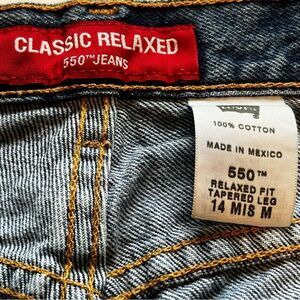 CLASSIC RELAXED
550™ JEANS
100% COTTON
MADE IN MEXICO
550™
RELAXED FIT
TAPERED LEG
14 MIS M